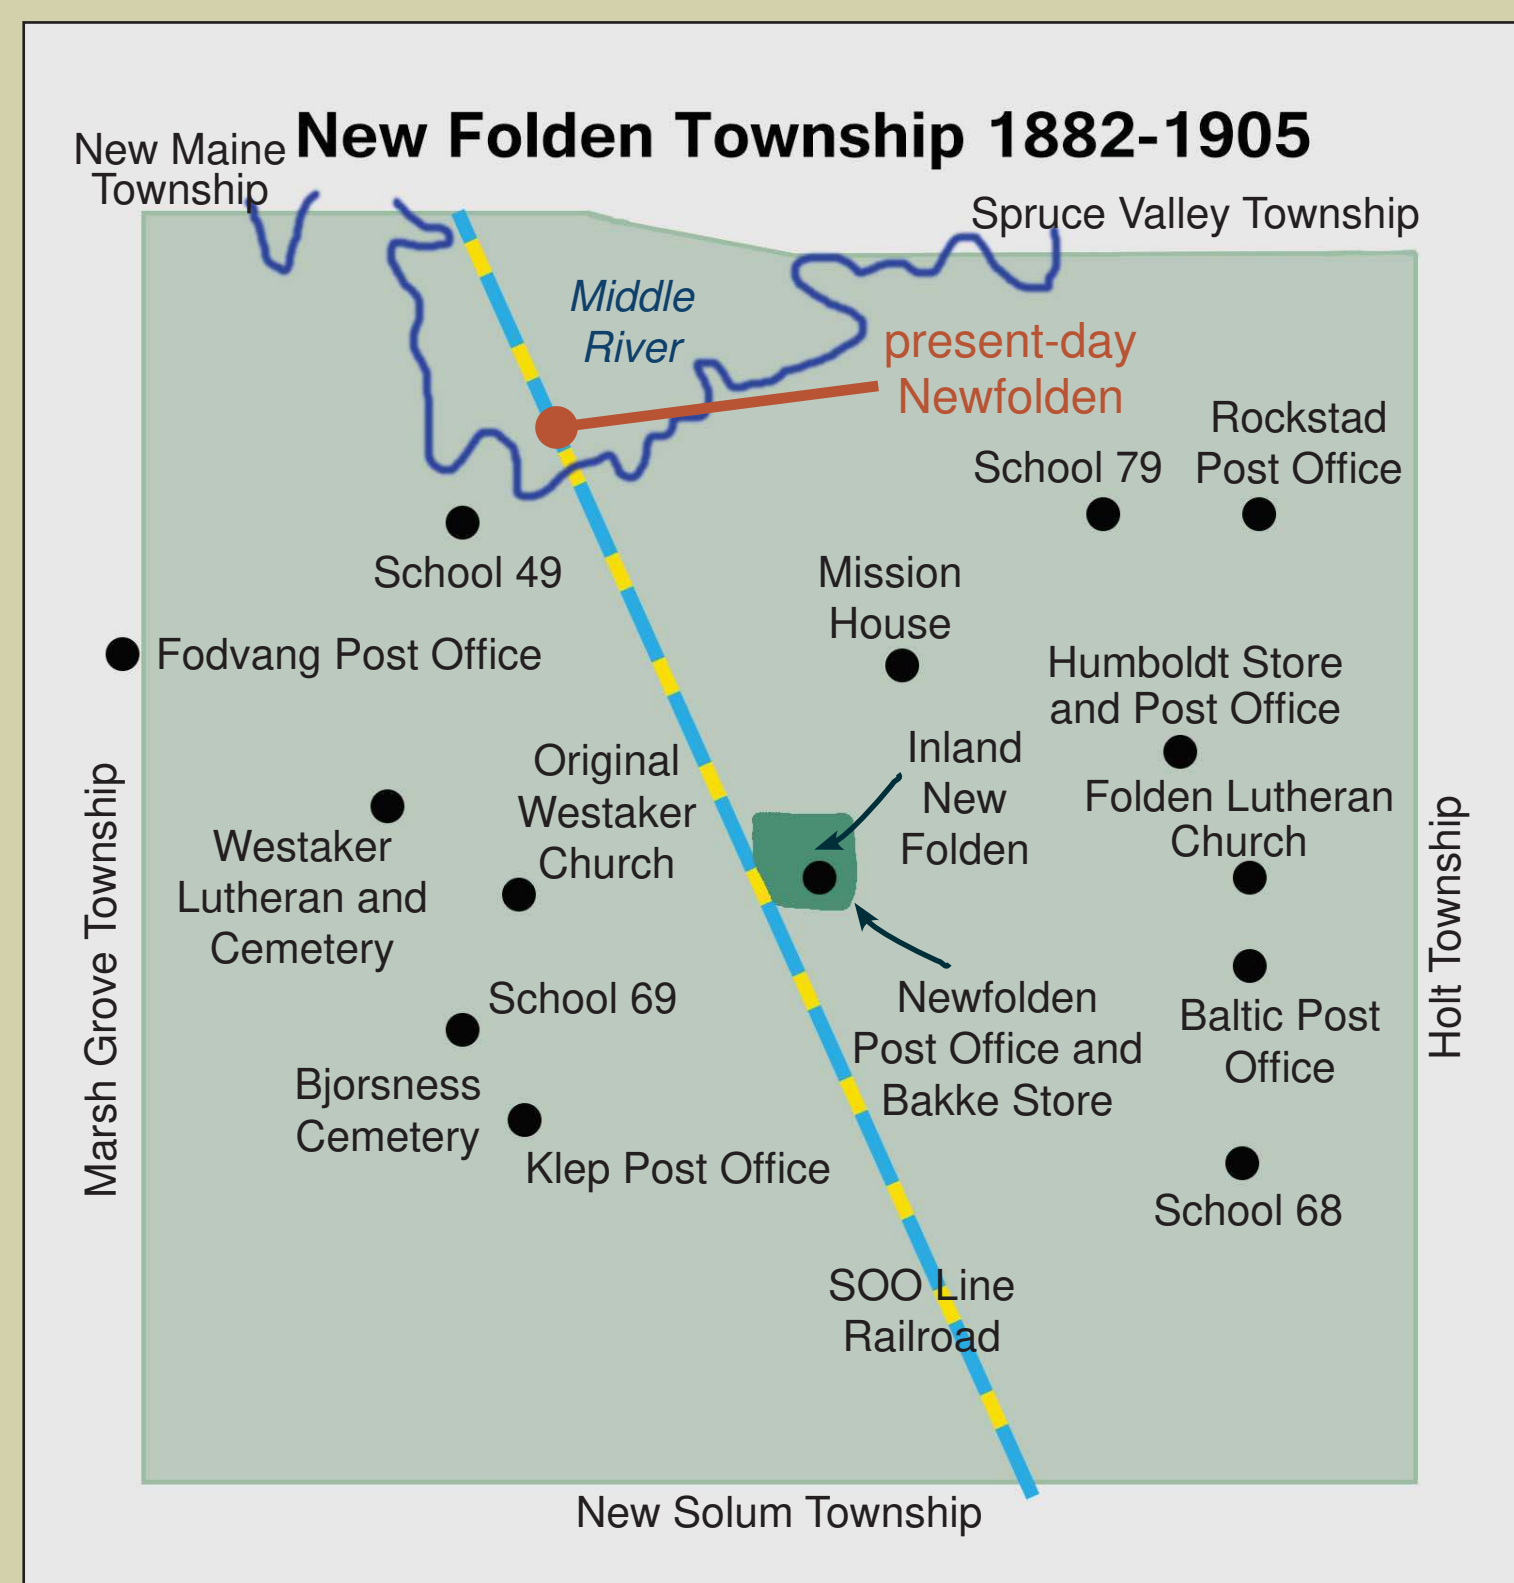 New Folden Township 1882-1905
New Maine
Township
Spruce Valley Township
Middle
River
present-day
Newfolden
Rockstad
Post Office
School 79
School 49
Mission
House
Fodvang Post Office
Humboldt Store
and Post Office
Original
Westaker
Church
Inland
New
Folden
Folden Lutheran
Church
Westaker
Lutheran and
Cemetery
Marsh Grove Township
Holt Township
School 69
Newfolden
Post Office and
Bakke Store
Baltic Post
Office
Bjorsness
Cemetery
Klep Post Office
School 68
SOO Line
Railroad
New Solum Township